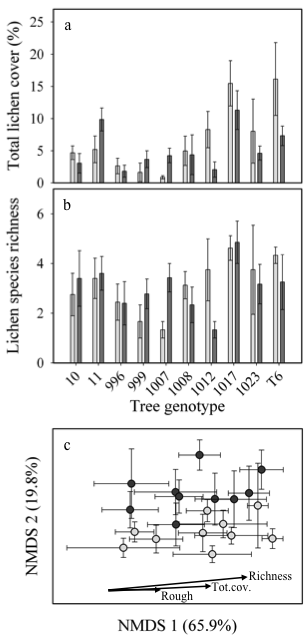 a
Total lichen cover (%)
25
20
15
10
5
0
b
Lichen species richness
6
4
2
0
10 11 996 999 1007 1008 1012 1017 1023 T6
Tree genotype
c
NMDS 2 (19.8%)
Richness
Tot.cov.
Rough
NMDS 1 (65.9%)